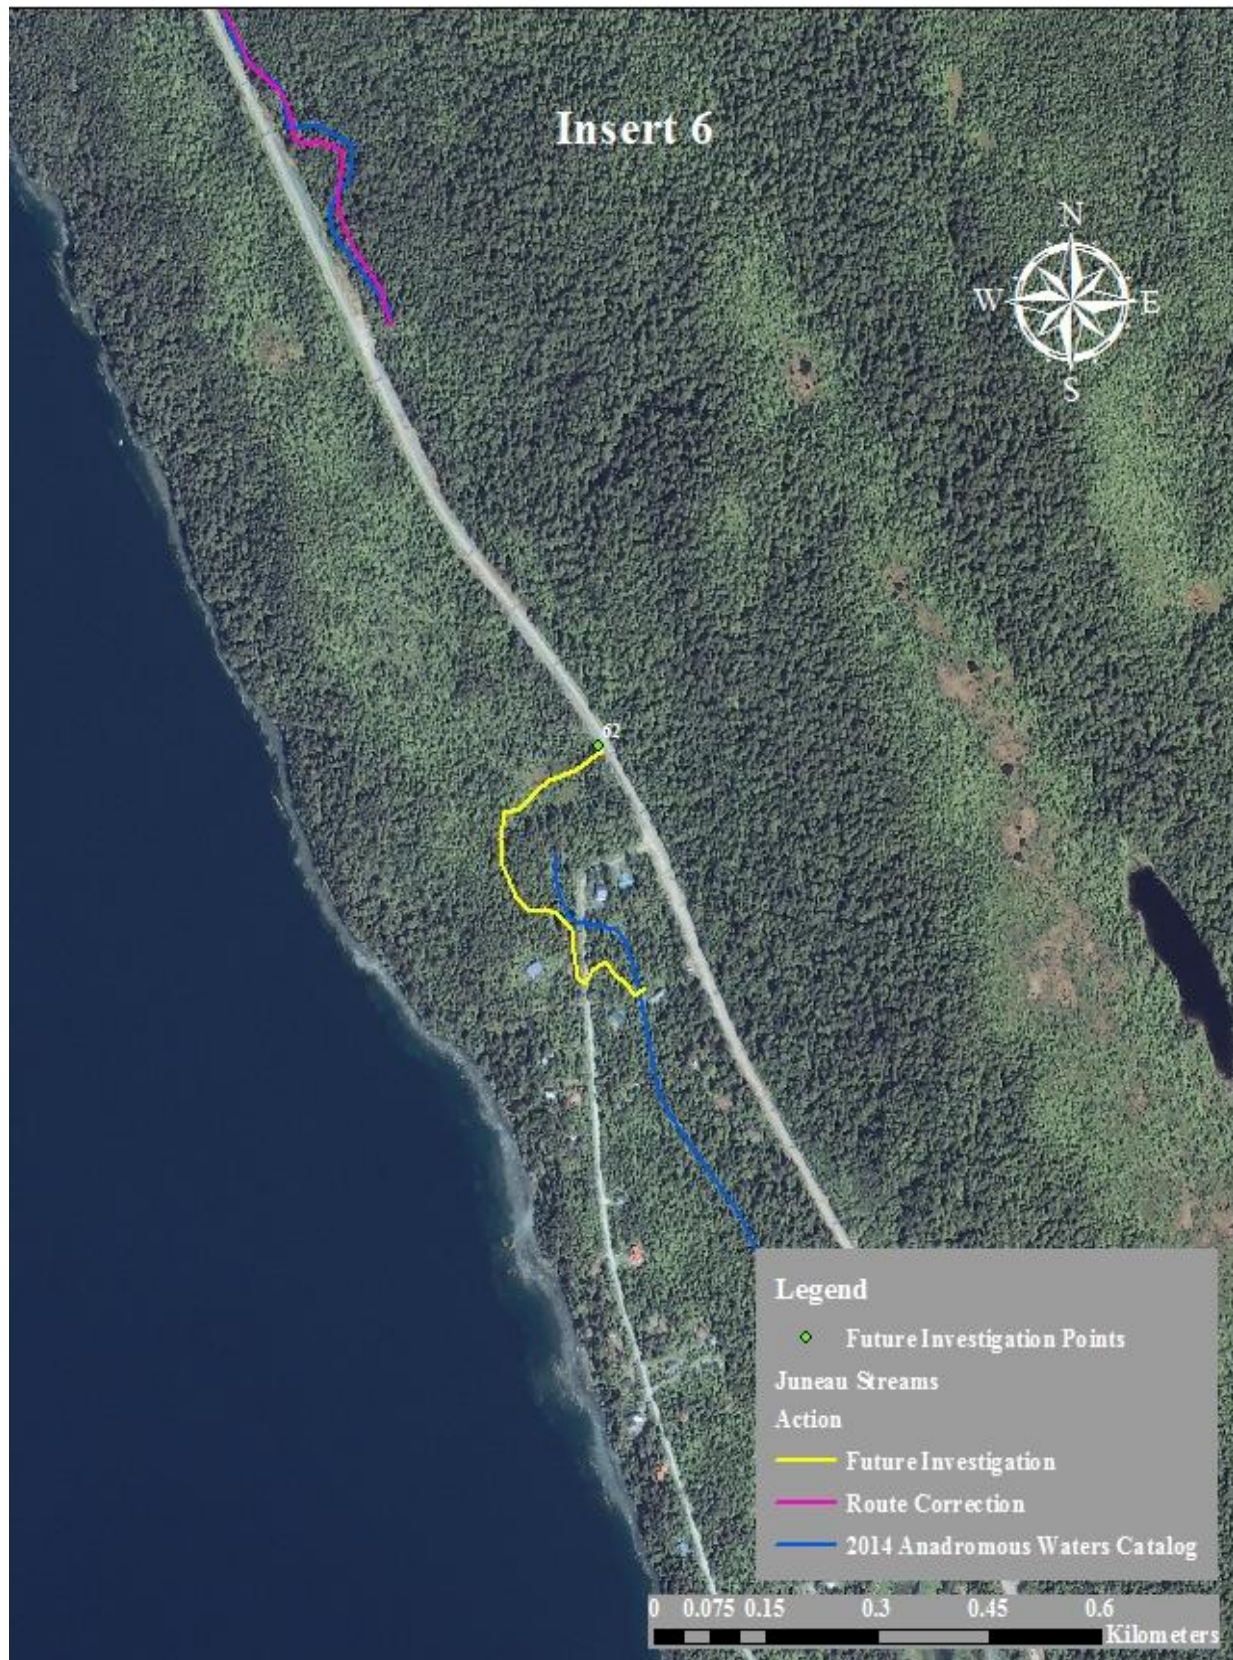 Insert 6
N
W E
S
62
Legend
Future Investigation Points
Juneau Streams
Action
Future Investigation
Route Correction
2014 Anadromous Waters Catalog
0 0.075 0.15 0.3 0.45 0.6
Kilometers